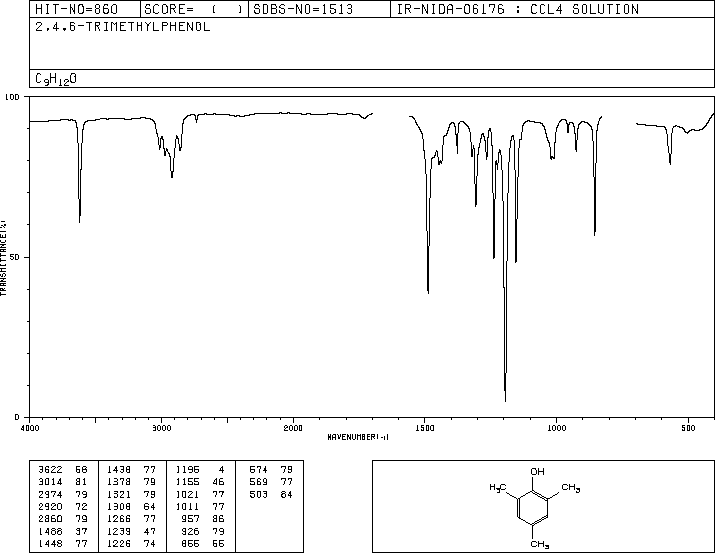 HIT-NO=860 SCORE= ( ) SDBS-NO=1513 IR-NIDA-06176 : CCL4 SOLUTION
2,4,6-TRIMETHYLPHENOL
C9H12O
100
50
0
TRANSMITTANCE(%)
4000 3000 2000 1500 1000 500
WAVENUMBER(-1)
3622 58 1438 77 1196 4 574 79
3014 81 1378 79 1155 46 569 77
2974 79 1321 79 1021 77 503 84
2920 72 1308 64 1011 77
2860 79 1266 77 957 86
1488 37 1239 47 926 79
1448 77 1226 74 855 55
OH
H3C CH3
CH3